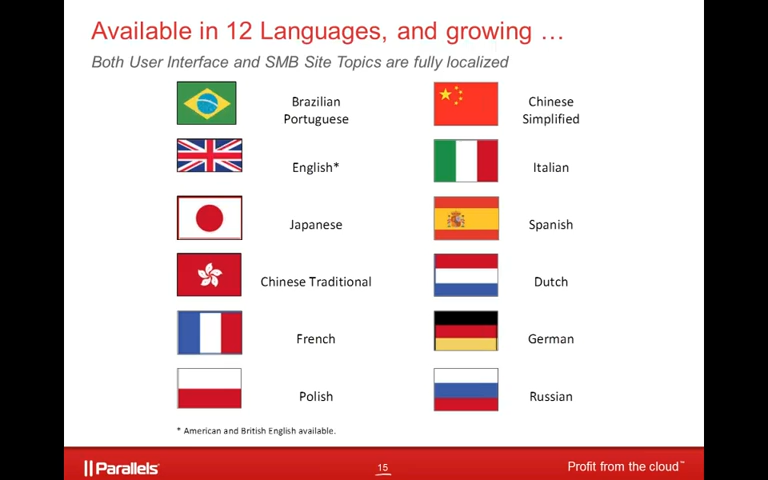 Available in 12 Languages, and growing …
Both User Interface and SMB Site Topics are fully localized
Brazilian
Portuguese
Chinese
Simplified
English*
Italian
Japanese
Spanish
Chinese Traditional
Dutch
French
German
Polish
Russian
* American and British English available.
Parallels
15
Profit from the cloud™